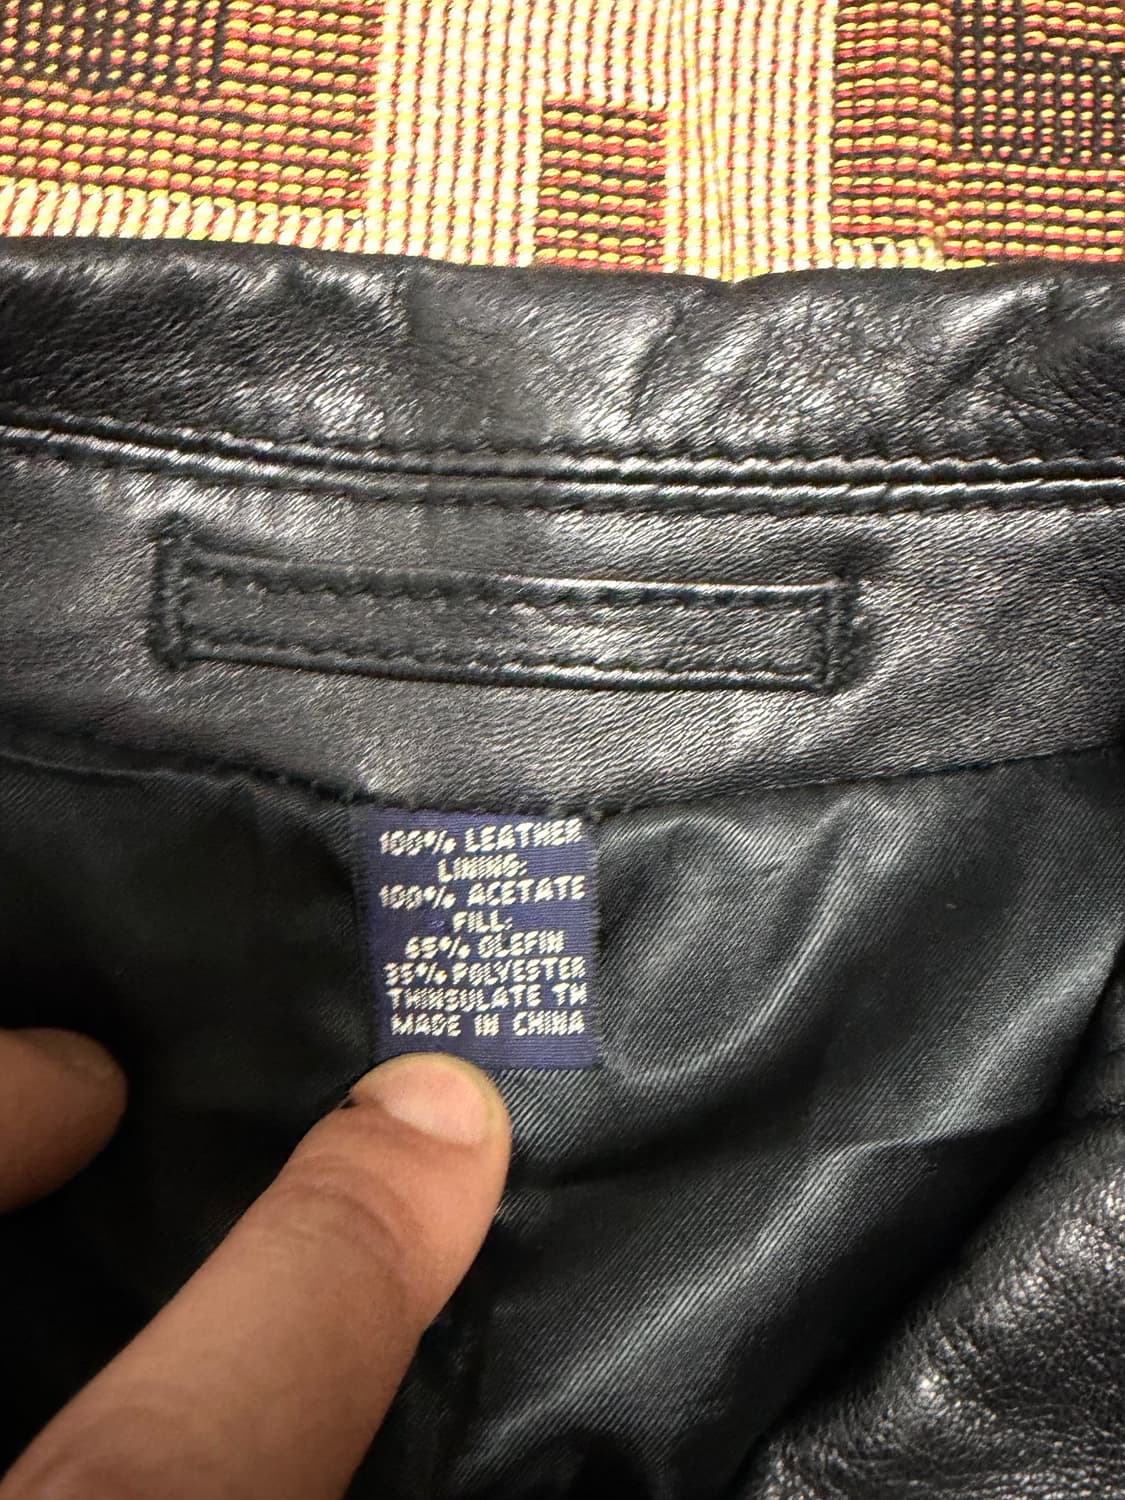 100% LEATHER
LINING:
100% ACETATE
FILL:
65% OLEFIN
35% POLYESTER
THINSULATE TM
MADE IN CHINA